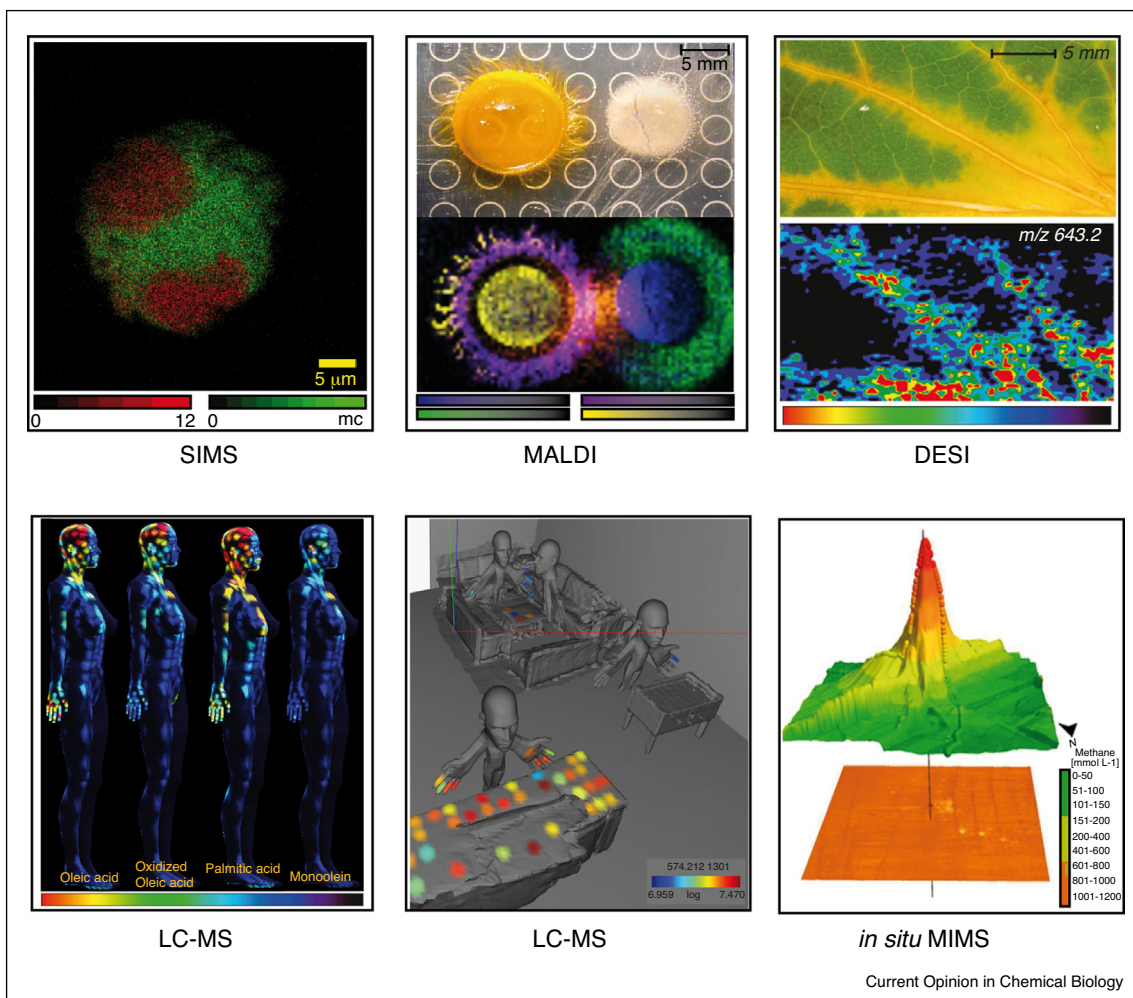 5 μm
0
12
0
mc
SIMS
5 mm
MALDI
5 mm
m/z 643.2
DESI
Oleic acid
Oxidized
Oleic acid
Palmitic acid
Monoolein
LC-MS
574.212 1301
6.959 log 7.470
LC-MS
N
Methane
[mmol L-1]
0-50
51-100
101-150
151-200
200-400
401-600
601-800
801-1000
1001-1200
in situ MIMS
Current Opinion in Chemical Biology